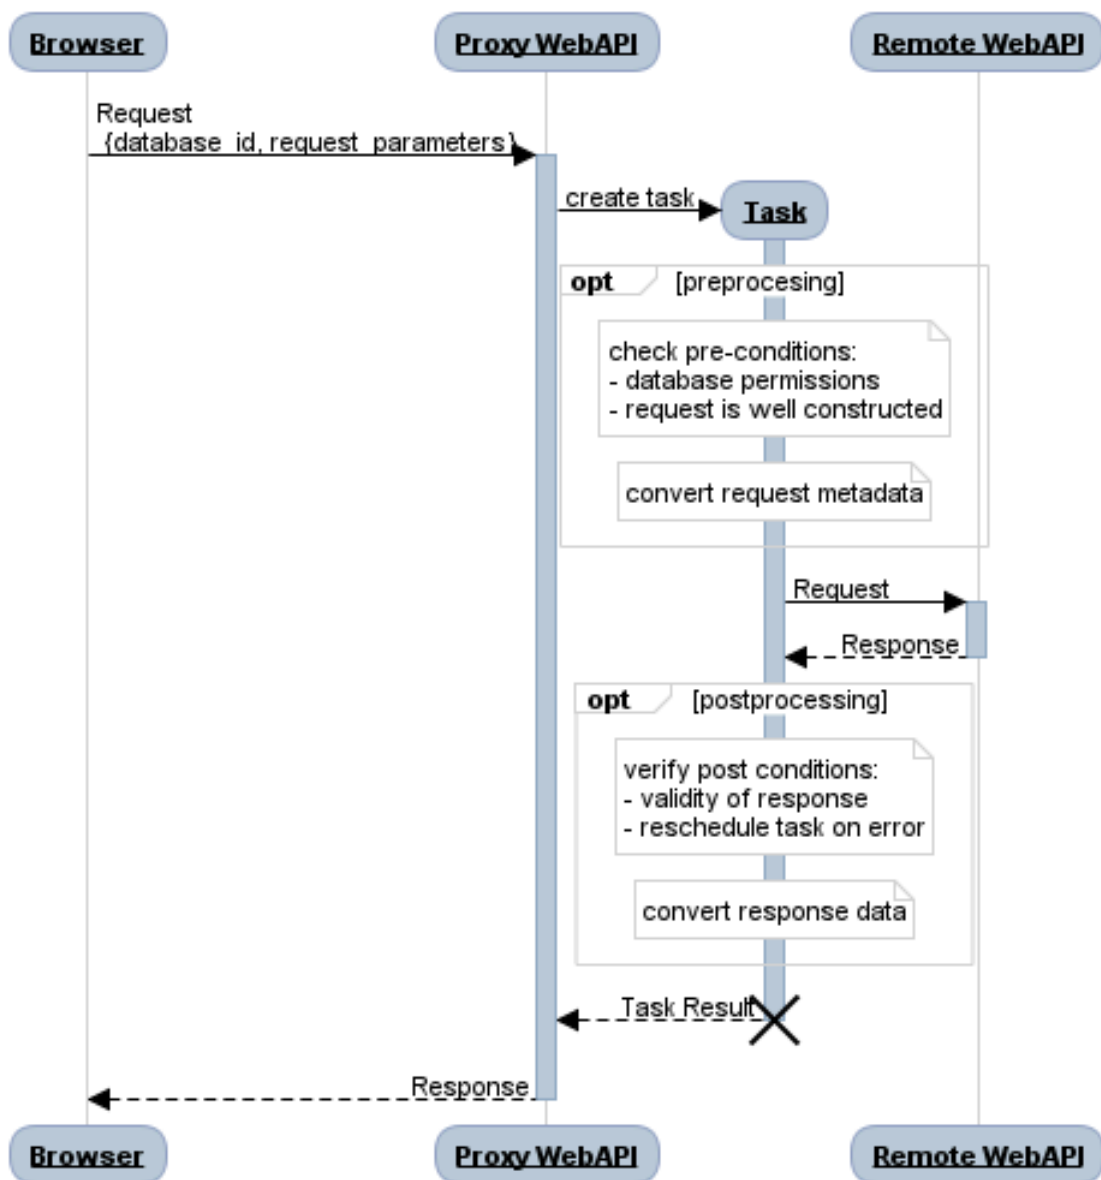 Browser
Proxy WebAPI
Remote WebAPI
Request
{database_id, request_parameters}
create task
Task
opt
[preprocesing]
check pre-conditions:
- database permissions
- request is well constructed
convert request metadata
Request
Response
opt
[postprocessing]
verify post conditions:
- validity of response
- reschedule task on error
convert response data
Task Result
Response
Browser
Proxy WebAPI
Remote WebAPI